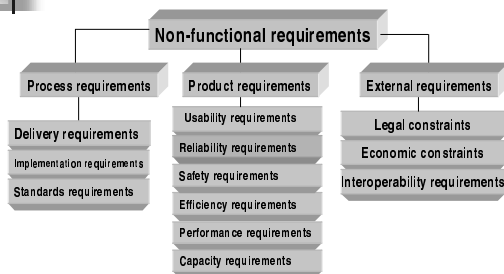 Non-functional requirements
Process requirements
Delivery requirements
Implementation requirements
Standards requirements
Product requirements
Usability requirements
Reliability requirements
Safety requirements
Efficiency requirements
Performance requirements
Capacity requirements
External requirements
Legal constraints
Economic constraints
Interoperability requirements